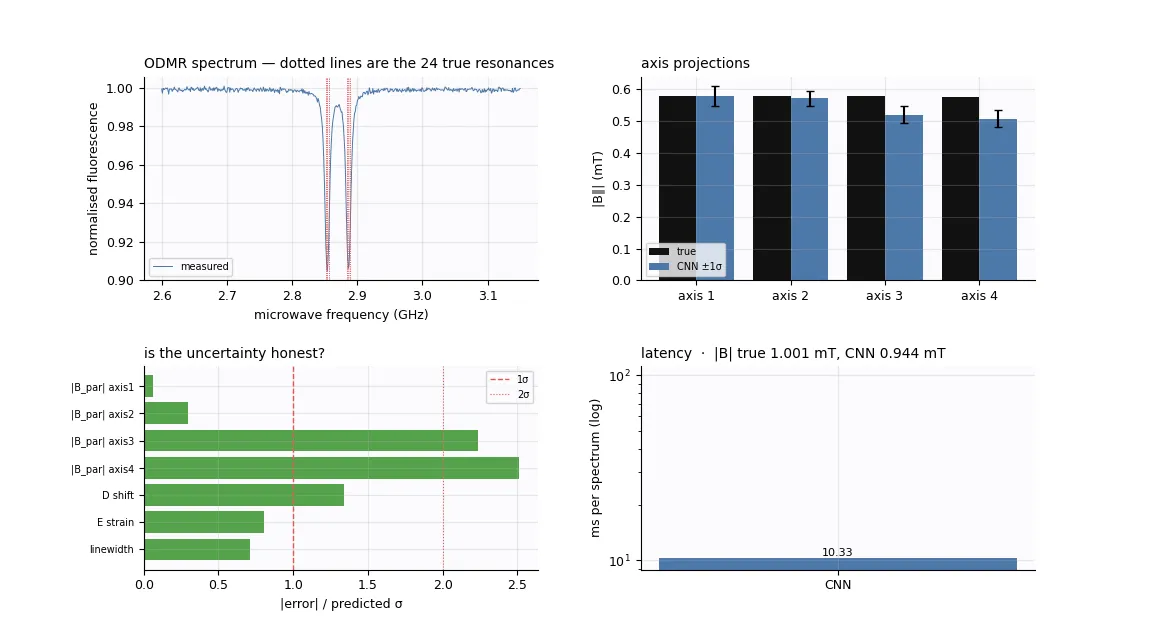 ODMR spectrum — dotted lines are the 24 true resonances
normalised fluorescence
1.00
0.98
0.96
0.94
0.92
0.90
measured
2.6 2.7 2.8 2.9 3.0 3.1
microwave frequency (GHz)
axis projections
|B∥| (mT)
0.6
0.5
0.4
0.3
0.2
0.1
0.0
true
CNN ±1σ
axis 1 axis 2 axis 3 axis 4
is the uncertainty honest?
|B_par| axis1
|B_par| axis2
|B_par| axis3
|B_par| axis4
D shift
E strain
linewidth
1σ
2σ
0.0 0.5 1.0 1.5 2.0 2.5
|error| / predicted σ
latency · |B| true 1.001 mT, CNN 0.944 mT
ms per spectrum (log)
10²
10¹
10.33
CNN